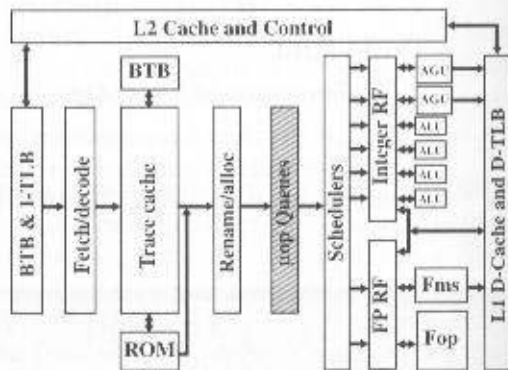 L2 Cache and Control
BTB
BTB & I-TLB
Fetch/decode
Trace cache
ROM
Rename/alloc
µop Queues
Schedulers
Integer RF
FP RF
AGU
AGU
ALU
ALU
ALU
ALU
Fms
Fop
L1 D-Cache and D-TLB